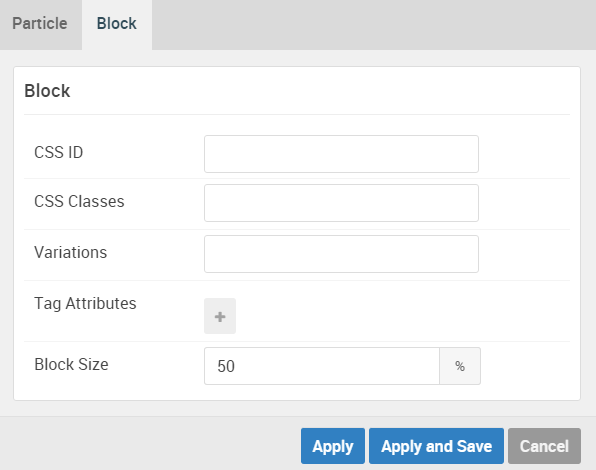 Particle Block
Block
CSS ID
CSS Classes
Variations
Tag Attributes
+
Block Size 50 %
Apply Apply and Save Cancel